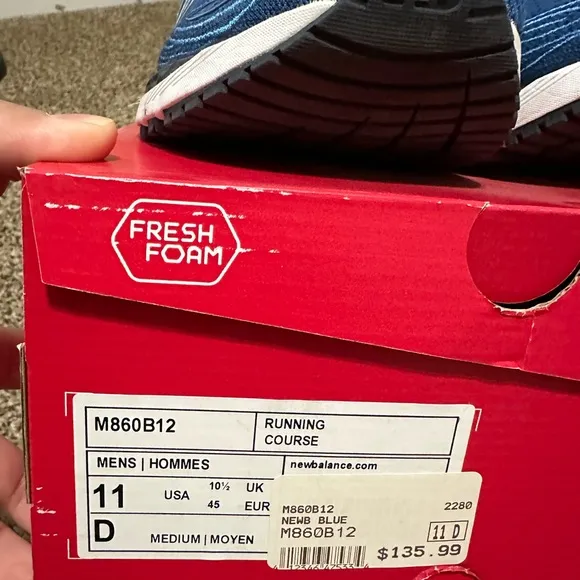 FRESH
FOAM
M860B12
RUNNING
COURSE
MENS | HOMMES
newbalance.com
11 USA 10½ UK
45 EUR
D MEDIUM | MOYEN
M860B12 2280
NEWB BLUE
M860B12 11 D
$135.99